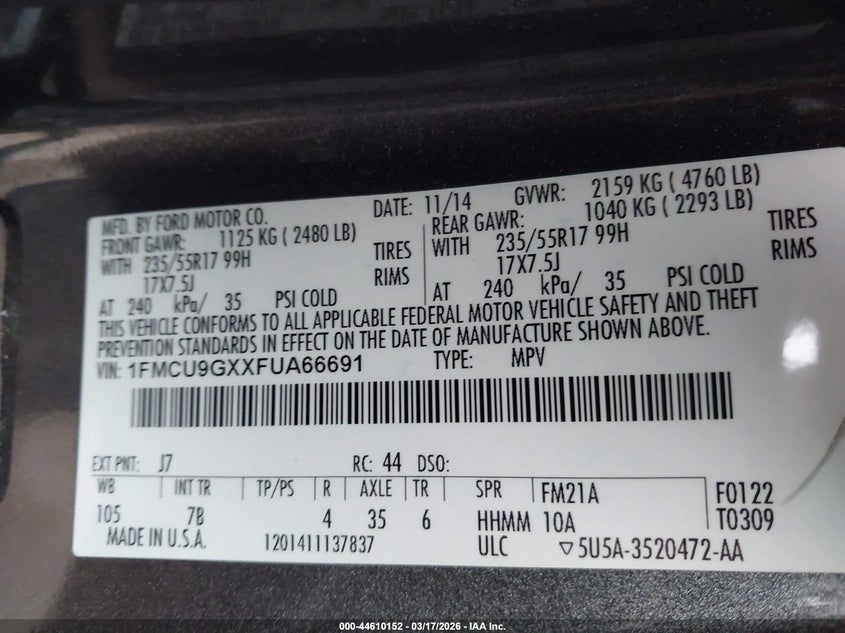 MFD. BY FORD MOTOR CO. DATE: 11/14 GVWR: 2159 KG ( 4760 LB)
FRONT GAWR: 1125 KG ( 2480 LB) REAR GAWR: 1040 KG ( 2293 LB)
WITH 235/55R17 99H TIRES WITH 235/55R17 99H TIRES
17X7.5J RIMS 17X7.5J RIMS
AT 240 kPa/ 35 PSI COLD AT 240 kPa/ 35 PSI COLD
THIS VEHICLE CONFORMS TO ALL APPLICABLE FEDERAL MOTOR VEHICLE SAFETY AND THEFT
PREVENTION STANDARDS IN EFFECT ON THE DATE OF MANUFACTURE SHOWN ABOVE.
VIN: 1FMCU9GXXFUA66691 TYPE: MPV
EXT PNT: J7 RC: 44 DSO:
WB INT TR TP/PS R AXLE TR SPR FM21A F0122
105 7B 4 35 6 HHMM 10A T0309
MADE IN U.S.A. 1201411137837 ULC ▽5U5A-3520472-AA
000-44610152 - 03/17/2026 - IAA Inc.